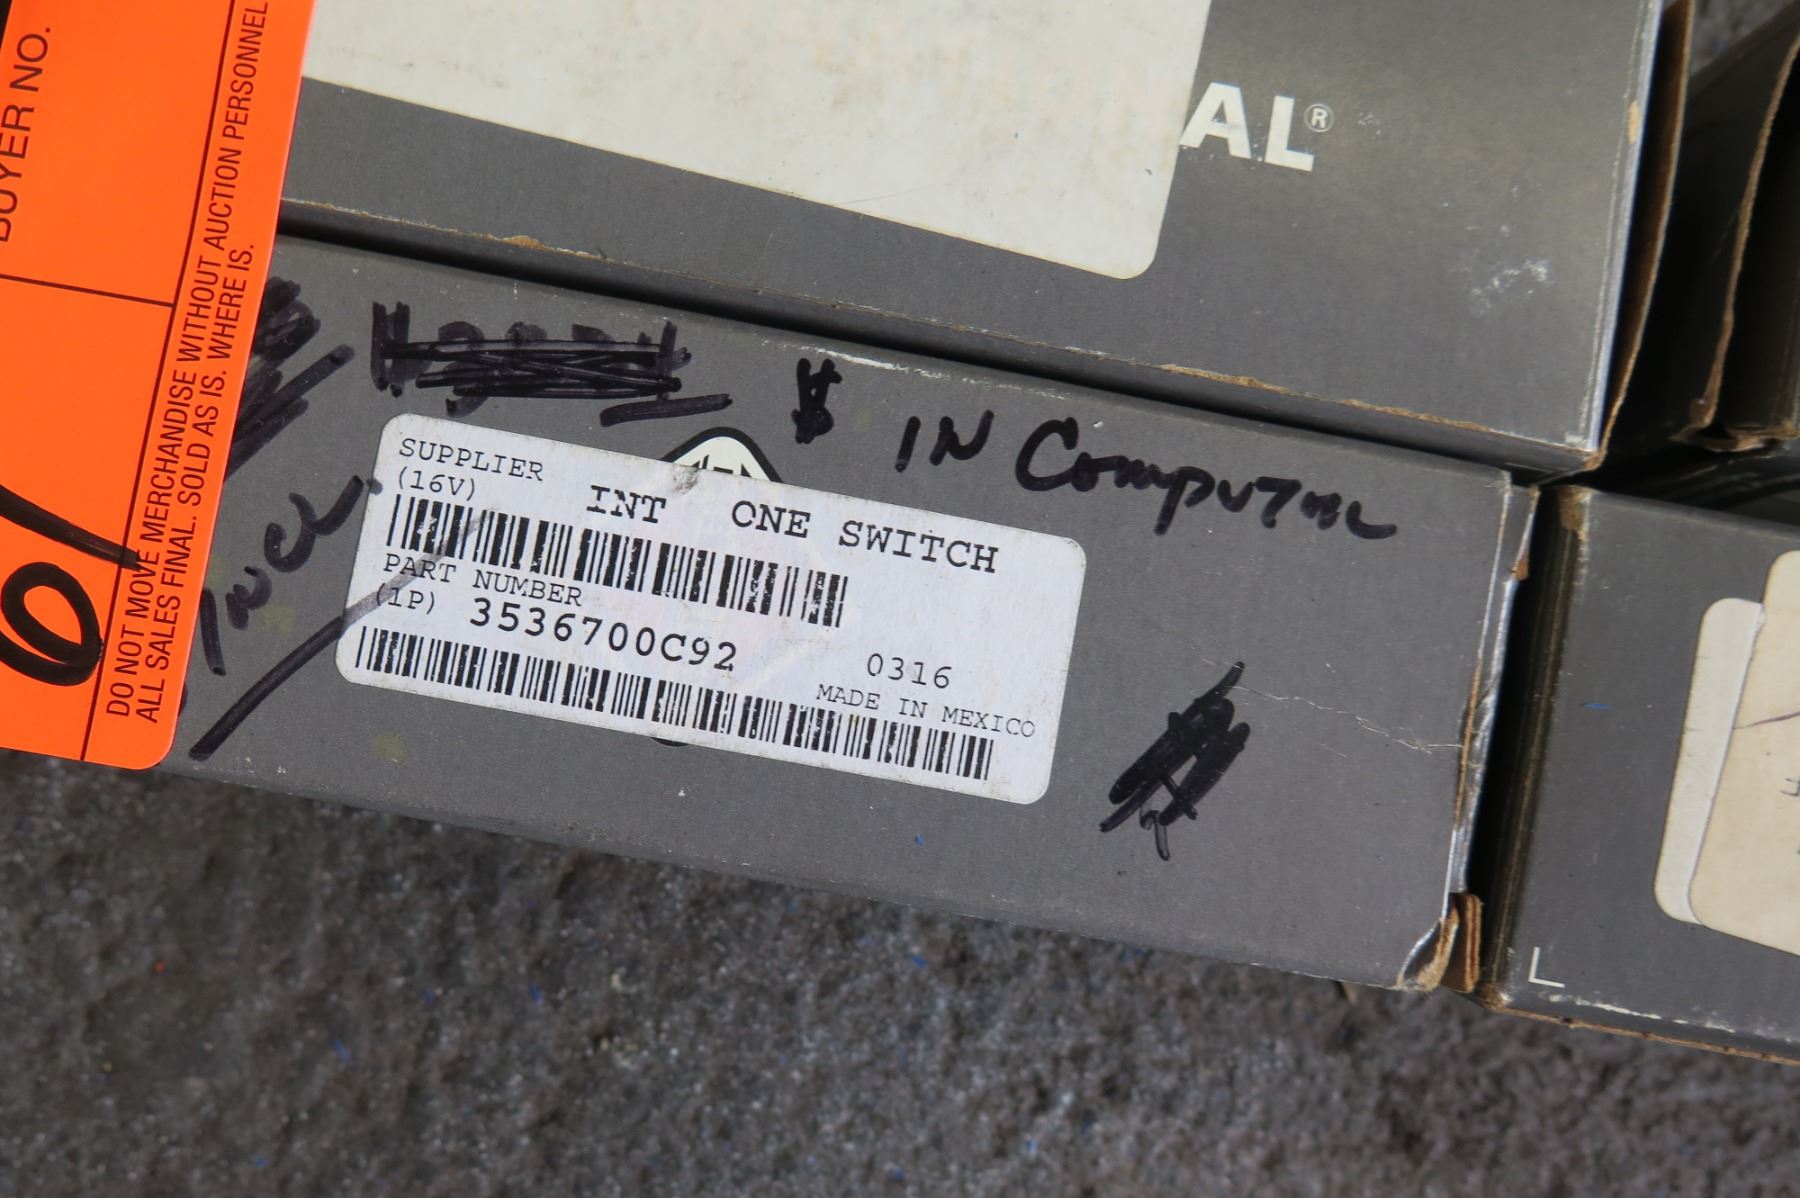 BUYER NO.
DO NOT MOVE MERCHANDISE WITHOUT AUCTION PERSONNEL
ALL SALES FINAL. SOLD AS IS. WHERE IS.
AL®
$ IN COMPUTER
SUPPLIER
(16V)
INT ONE SWITCH
PART NUMBER
(1P) 3536700C92
0316
MADE IN MEXICO
L